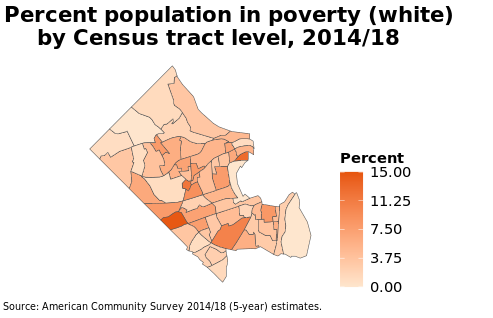 Percent population in poverty (white)
by Census tract level, 2014/18
Percent
15.00
11.25
7.50
3.75
0.00
Source: American Community Survey 2014/18 (5-year) estimates.